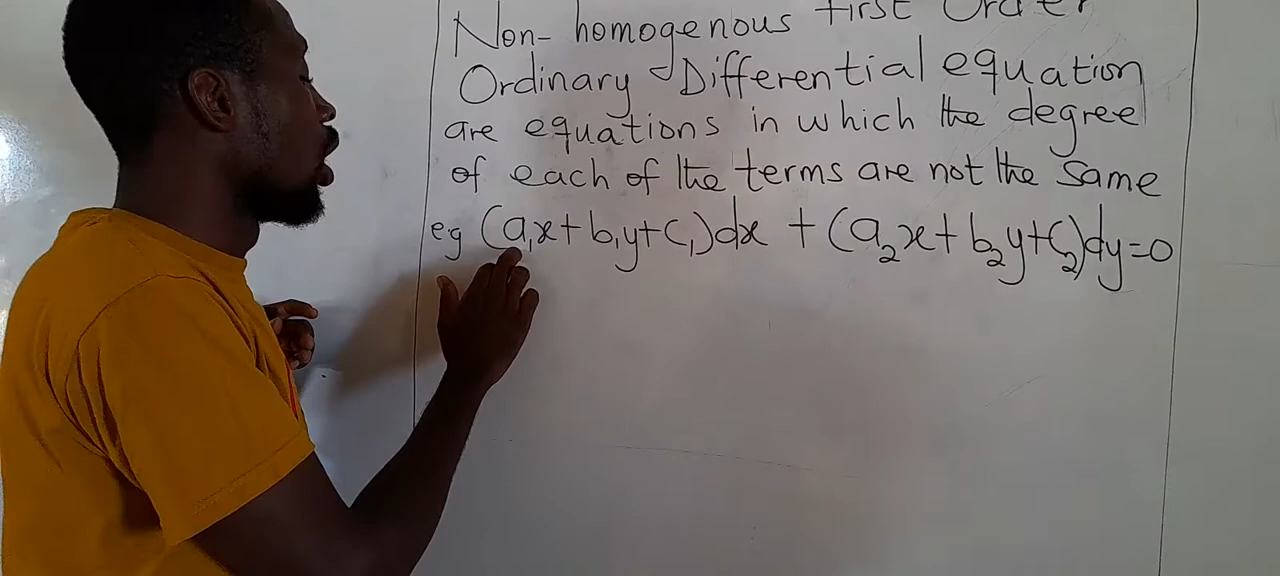 Non-homogenous First Order
Ordinary Differential equation
are equations in which the degree
of each of the terms are not the same
eg (a₁x+b₁y+c₁)dx + (a₂x+b₂y+c₂)dy=0